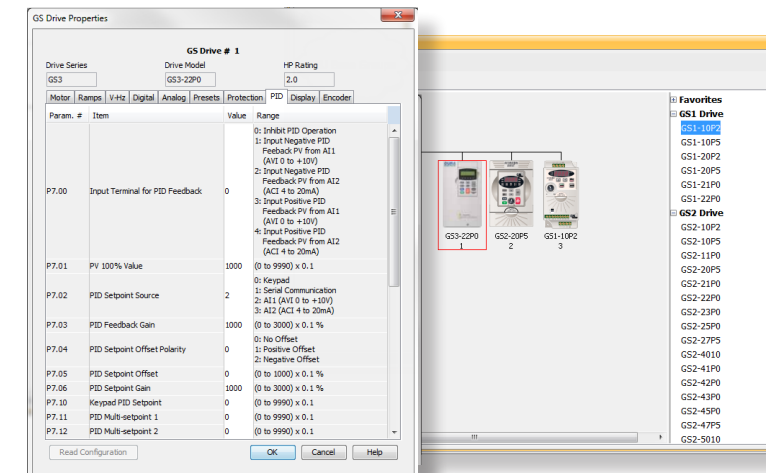 GS Drive Properties
GS Drive # 1
Drive Series Drive Model HP Rating
GS3 GS3-22P0 2.0
Motor Ramps V-Hz Digital Analog Presets Protection PID Display Encoder
Param. # Item Value Range
P7.00 Input Terminal for PID Feedback 0
0: Inhibit PID Operation
1: Input Negative PID
Feeback PV from AI1
(AVI 0 to +10V)
2: Input Negative PID
Feedback PV from AI2
(ACI 4 to 20mA)
3: Input Positive PID
Feedback PV from AI1
(AVI 0 to +10V)
4: Input Positive PID
Feedback PV from AI2
(ACI 4 to 20mA)
P7.01 PV 100% Value 1000 (0 to 9990) x 0.1
P7.02 PID Setpoint Source 2
0: Keypad
1: Serial Communication
2: AI1 (AVI 0 to +10V)
3: AI2 (ACI 4 to 20mA)
P7.03 PID Feedback Gain 1000 (0 to 3000) x 0.1 %
P7.04 PID Setpoint Offset Polarity 0
0: No Offset
1: Positive Offset
2: Negative Offset
P7.05 PID Setpoint Offset 0 (0 to 1000) x 0.1 %
P7.06 PID Setpoint Gain 1000 (0 to 3000) x 0.1 %
P7.10 Keypad PID Setpoint 0 (0 to 9990) x 0.1
P7.11 PID Multi-setpoint 1 0 (0 to 9990) x 0.1
P7.12 PID Multi-setpoint 2 0 (0 to 9990) x 0.1
Read Configuration OK Cancel Help
GS3-22P0 GS2-20P5 GS1-10P2
1 2 3
Favorites
GS1 Drive
GS1-10P2
GS1-10P5
GS1-20P2
GS1-20P5
GS1-21P0
GS1-22P0
GS2 Drive
GS2-10P2
GS2-10P5
GS2-11P0
GS2-20P5
GS2-21P0
GS2-22P0
GS2-23P0
GS2-25P0
GS2-27P5
GS2-4010
GS2-41P0
GS2-42P0
GS2-43P0
GS2-45P0
GS2-47P5
GS2-5010